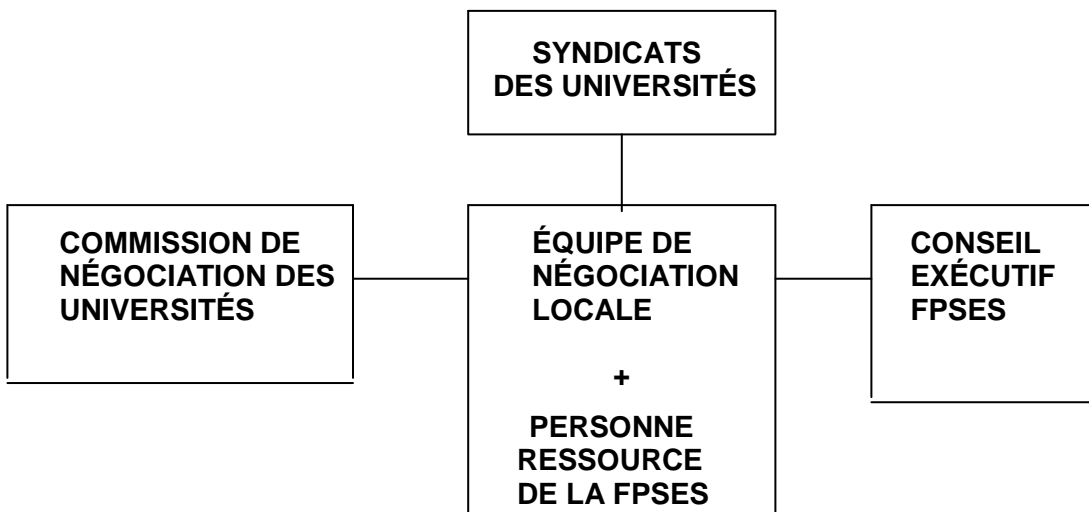 SYNDICATS
DES UNIVERSITÉS
COMMISSION DE
NÉGOCIATION DES
UNIVERSITÉS
ÉQUIPE DE
NÉGOCIATION
LOCALE
+
PERSONNE
RESSOURCE
DE LA FPSES
CONSEIL
EXÉCUTIF
FPSES